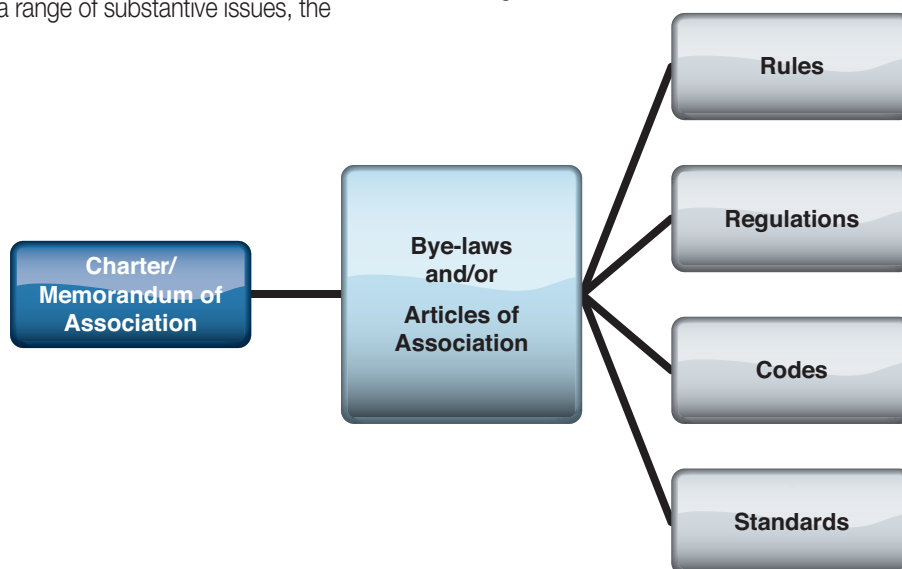 a range of substantive issues, the
Charter/
Memorandum of
Association
Bye-laws
and/or
Articles of
Association
Rules
Regulations
Codes
Standards